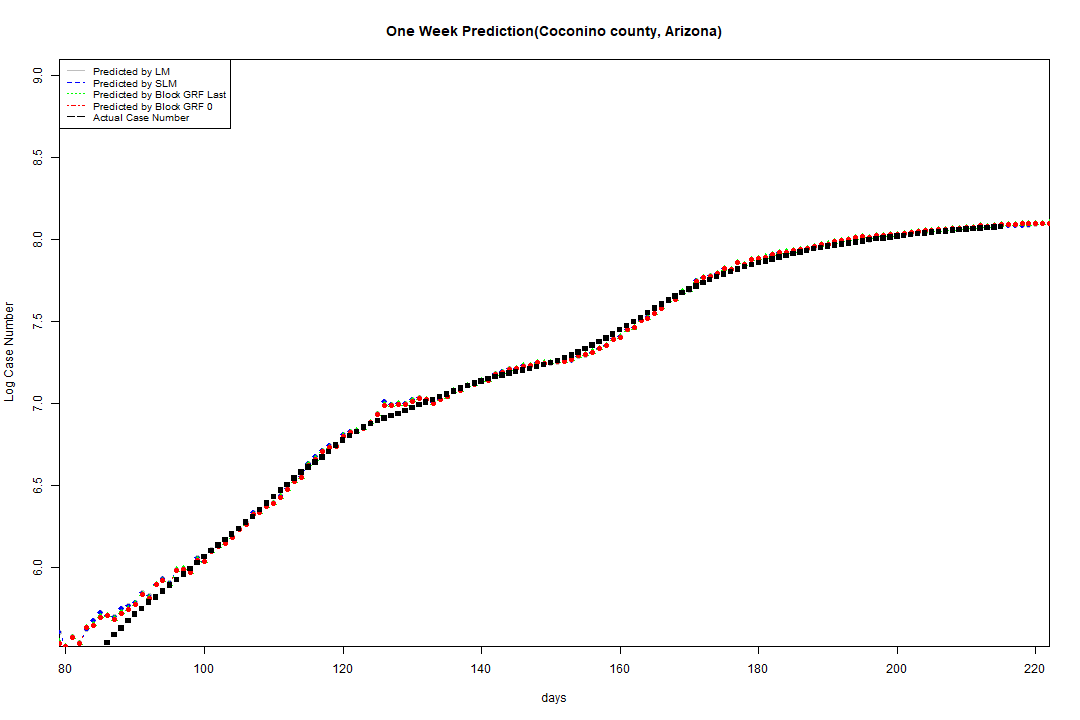 One Week Prediction(Coconino county, Arizona)
Predicted by LM
Predicted by SLM
Predicted by Block GRF Last
Predicted by Block GRF 0
Actual Case Number
9.0
8.5
8.0
7.5
7.0
6.5
6.0
Log Case Number
80 100 120 140 160 180 200 220
days